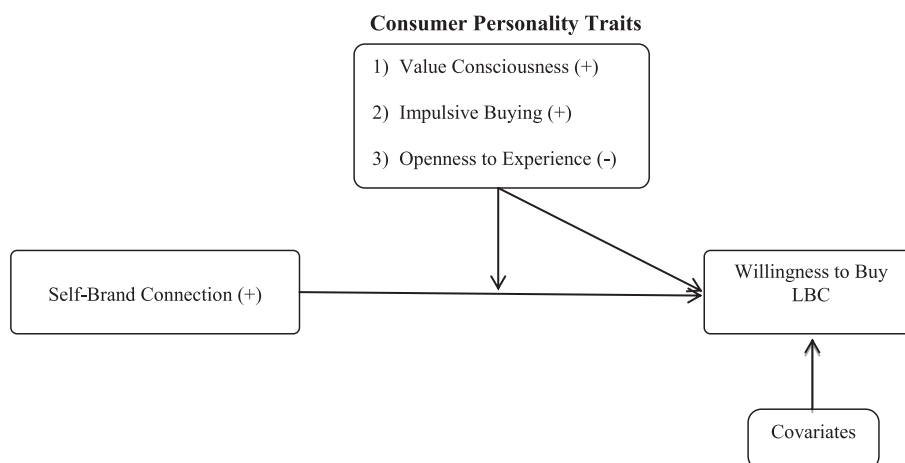 Consumer Personality Traits
1) Value Consciousness (+)
2) Impulsive Buying (+)
3) Openness to Experience (-)
Self-Brand Connection (+)
Willingness to Buy
LBC
Covariates